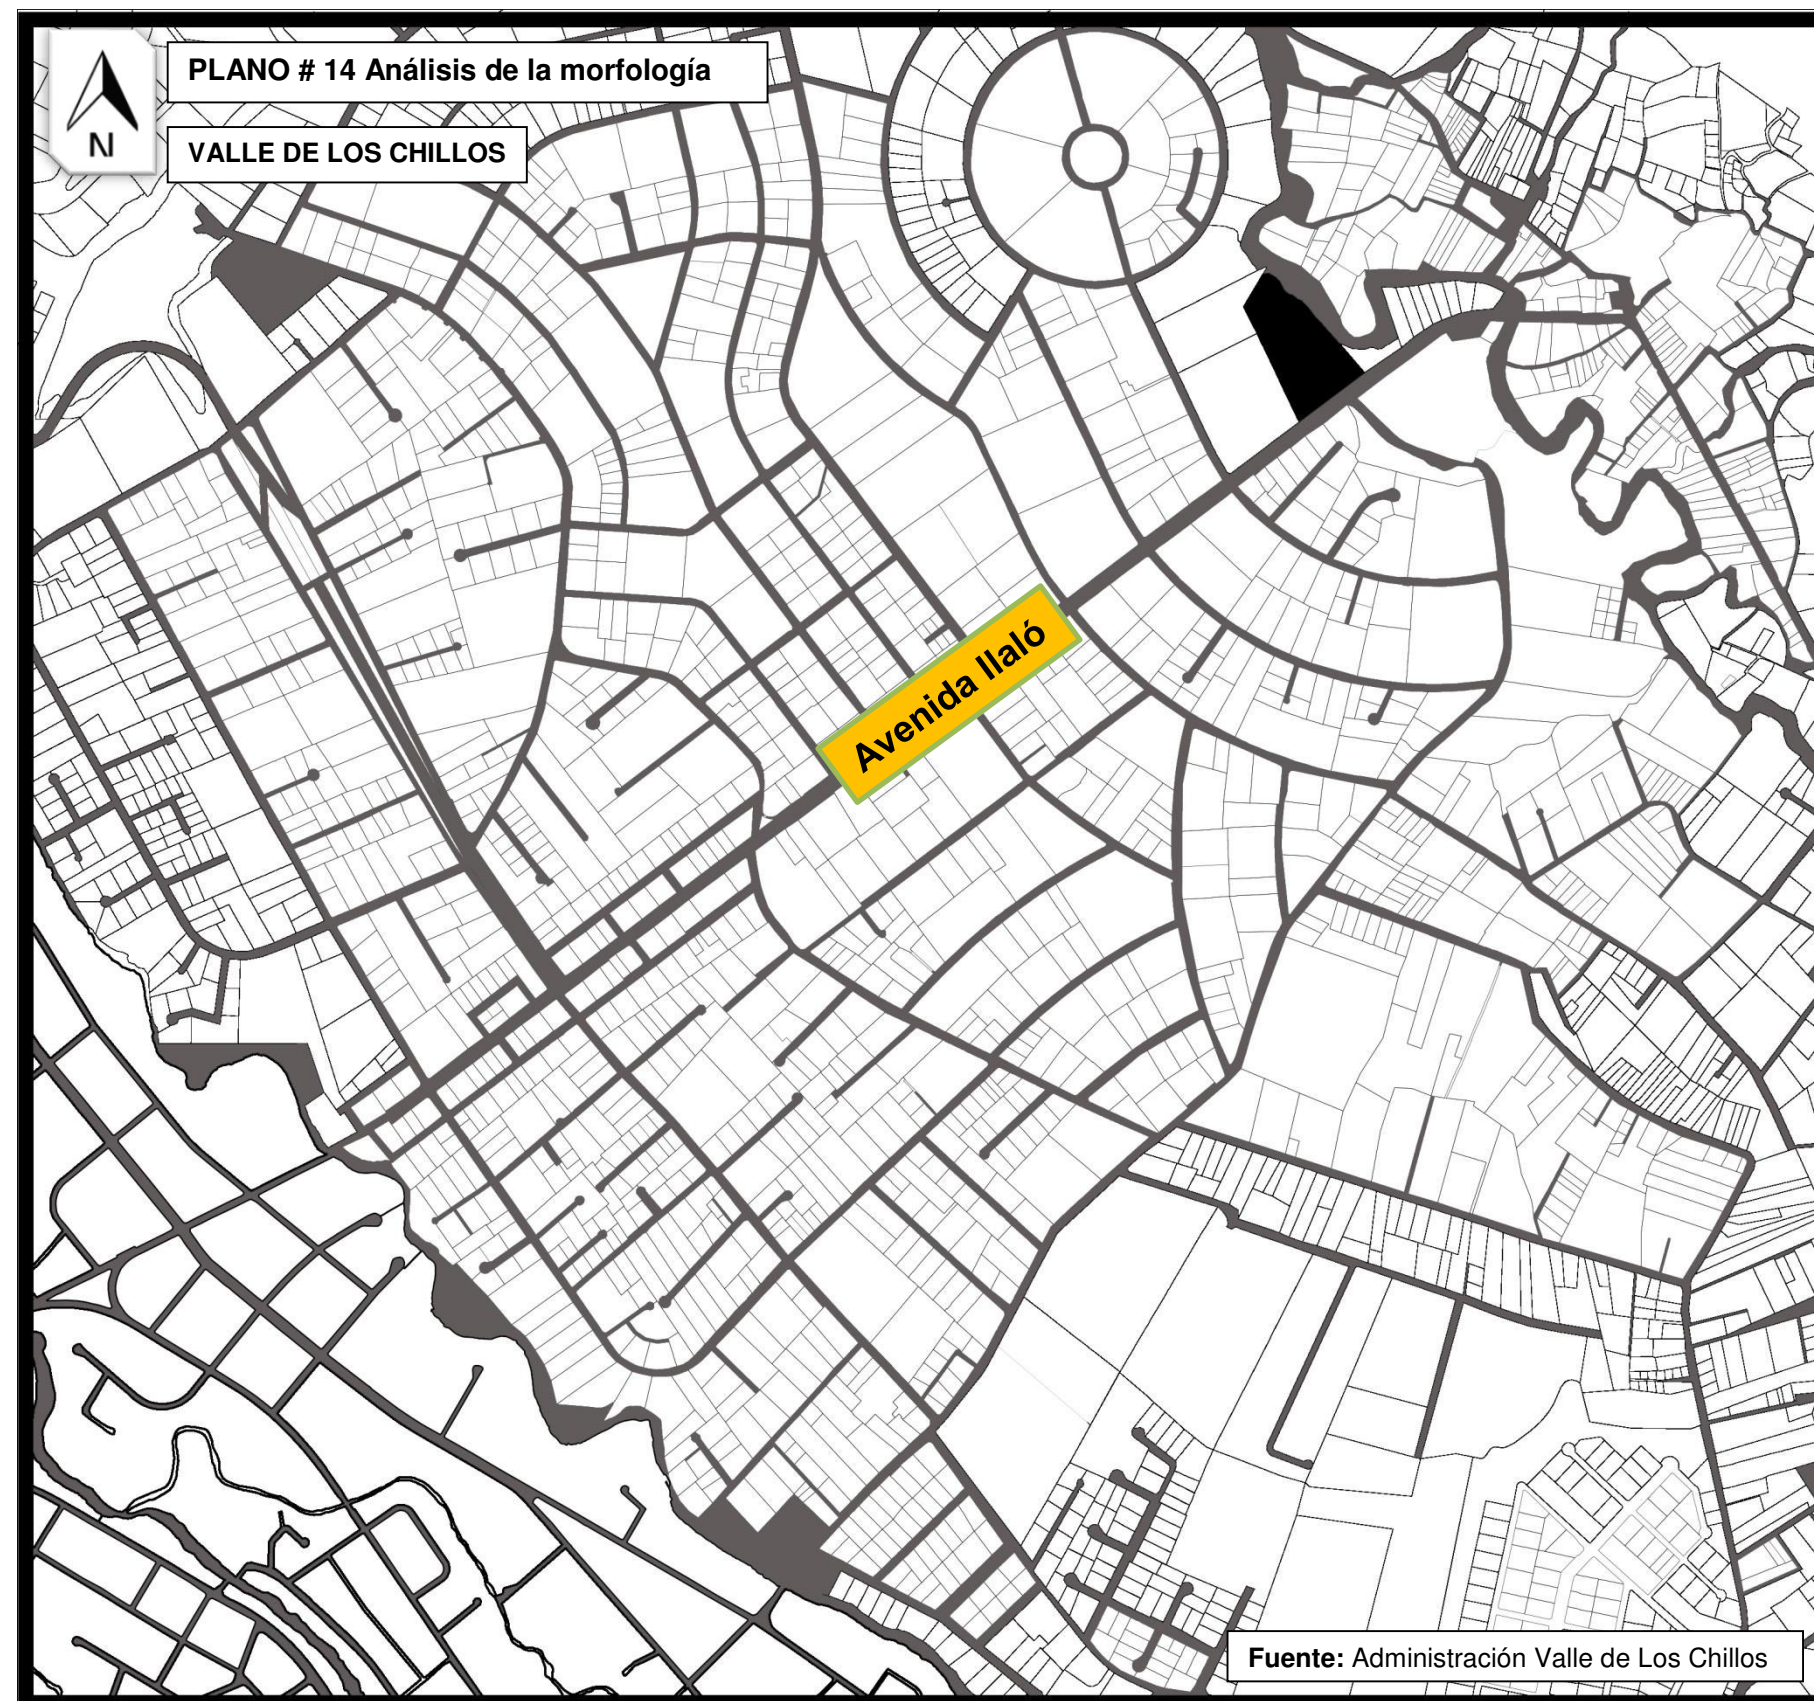 PLANO # 14 Análisis de la morfología
N
VALLE DE LOS CHILLOS
Avenida Ilaló
Fuente: Administración Valle de Los Chillos